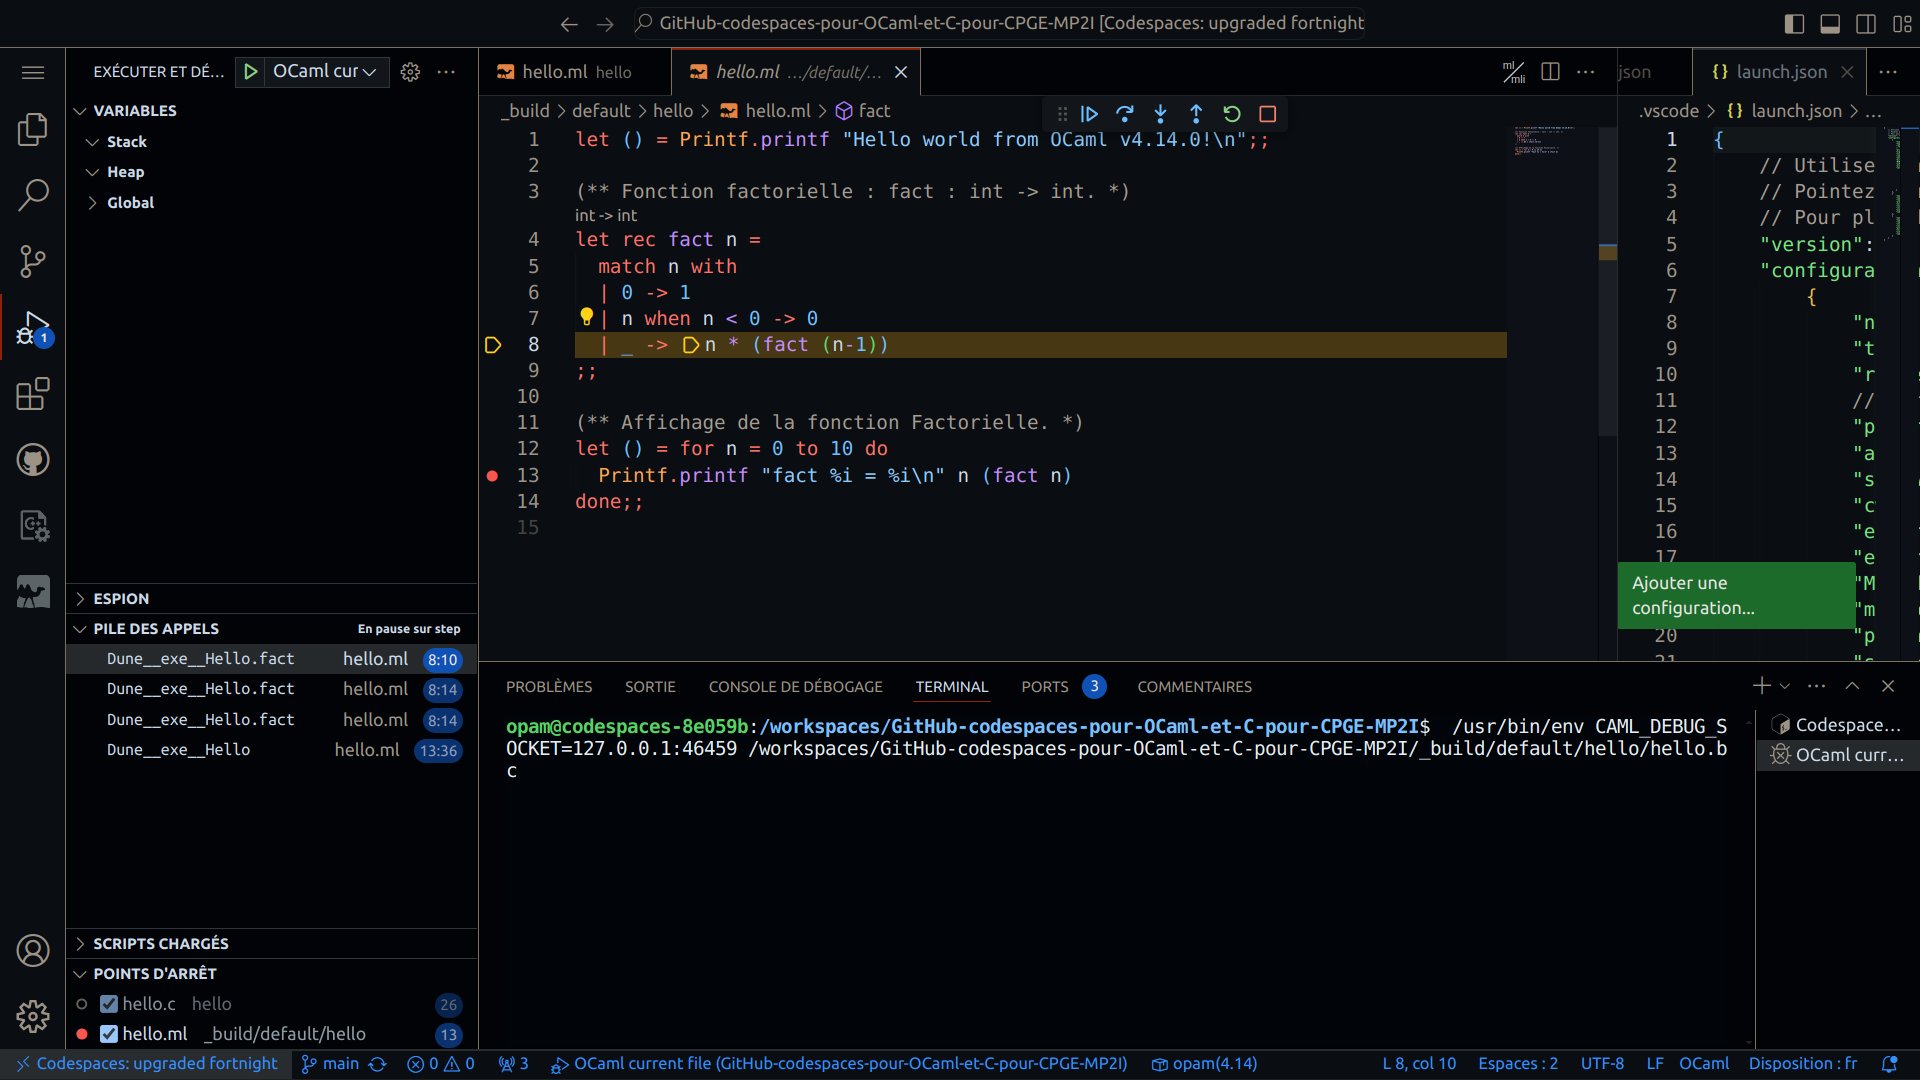 GitHub-codespaces-pour-OCaml-et-C-pour-CPGE-MP2I [Codespaces: upgraded fortnight
EXÉCUTER ET DÉ...
OCaml cur
VARIABLES
Stack
Heap
Global
ESPION
PILE DES APPELS
En pause sur step
Dune__exe__Hello.fact hello.ml 8:10
Dune__exe__Hello.fact hello.ml 8:14
Dune__exe__Hello.fact hello.ml 8:14
Dune__exe__Hello hello.ml 13:36
SCRIPTS CHARGÉS
POINTS D'ARRÊT
hello.c hello 26
hello.ml _build/default/hello 13
1
hello.ml hello
hello.ml .../default/...
ml/mli
_build > default > hello > hello.ml > fact
1 let () = Printf.printf "Hello world from OCaml v4.14.0!\n";;
2
3 (** Fonction factorielle : fact : int -> int. *)
int -> int
4 let rec fact n =
5 match n with
6 | 0 -> 1
7 | n when n < 0 -> 0
8 | _ -> n * (fact (n-1))
9 ;;
10
11 (** Affichage de la fonction Factorielle. *)
12 let () = for n = 0 to 10 do
13 Printf.printf "fact %i = %i\n" n (fact n)
14 done;;
15
json
{} launch.json
.vscode > {} launch.json > ...
1 {
2 // Utilise
3 // Pointez
4 // Pour pl
5 "version":
6 "configura
7 {
8 "n
9 "t
10 "r
11 //
12 "p
13 "a
14 "s
15 "c
16 "e
17 "e
"M
"m
20 "p
21
Ajouter une
configuration...
PROBLÈMES
SORTIE
CONSOLE DE DÉBOGAGE
TERMINAL
PORTS 3
COMMENTAIRES
opam@codespaces-8e059b:/workspaces/GitHub-codespaces-pour-OCaml-et-C-pour-CPGE-MP2I$ /usr/bin/env CAML_DEBUG_S
OCKET=127.0.0.1:46459 /workspaces/GitHub-codespaces-pour-OCaml-et-C-pour-CPGE-MP2I/_build/default/hello/hello.b
c
Codespace...
OCaml curr...
Codespaces: upgraded fortnight
main
0 0
3
OCaml current file (GitHub-codespaces-pour-OCaml-et-C-pour-CPGE-MP2I)
opam(4.14)
L 8, col 10
Espaces : 2
UTF-8
LF
OCaml
Disposition : fr